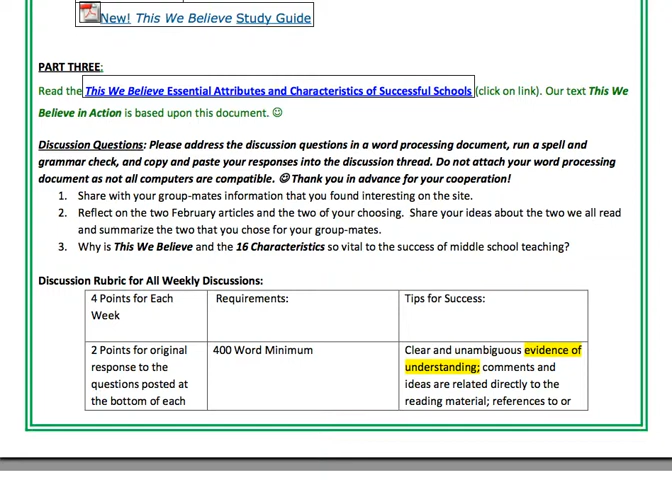 New! This We Believe Study Guide
PART THREE:
Read the This We Believe Essential Attributes and Characteristics of Successful Schools (click on link). Our text This We
Believe in Action is based upon this document. ☺
Discussion Questions: Please address the discussion questions in a word processing document, run a spell and
grammar check, and copy and paste your responses into the discussion thread. Do not attach your word processing
document as not all computers are compatible. ☺ Thank you in advance for your cooperation!
1. Share with your group-mates information that you found interesting on the site.
2. Reflect on the two February articles and the two of your choosing. Share your ideas about the two we all read
and summarize the two that you chose for your group-mates.
3. Why is This We Believe and the 16 Characteristics so vital to the success of middle school teaching?
Discussion Rubric for All Weekly Discussions:
4 Points for Each
Week
Requirements:
Tips for Success:
2 Points for original
response to the
questions posted at
the bottom of each
400 Word Minimum
Clear and unambiguous evidence of
understanding; comments and
ideas are related directly to the
reading material; references to or